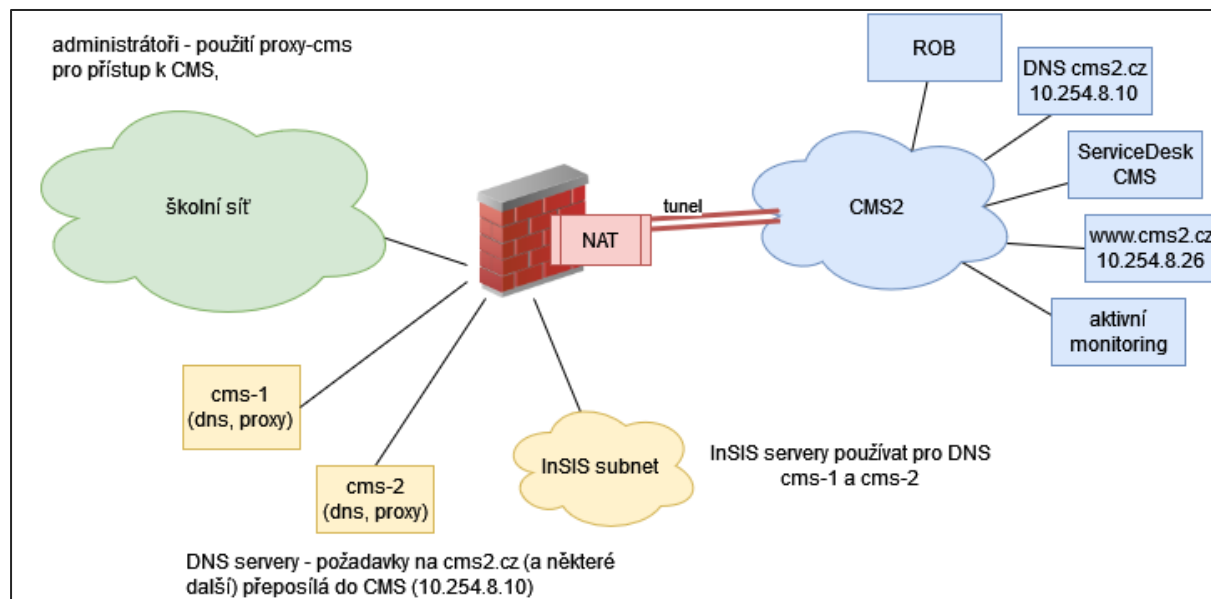 administrátoři - použití proxy-cms
pro přístup k CMS,
ROB
DNS cms2.cz
10.254.8.10
školní síť
NAT
tunel
CMS2
ServiceDesk
CMS
www.cms2.cz
10.254.8.26
aktivní
monitoring
cms-1
(dns, proxy)
cms-2
(dns, proxy)
InSIS subnet
InSIS servery používat pro DNS
cms-1 a cms-2
DNS servery - požadavky na cms2.cz (a některé
další) přeposílá do CMS (10.254.8.10)